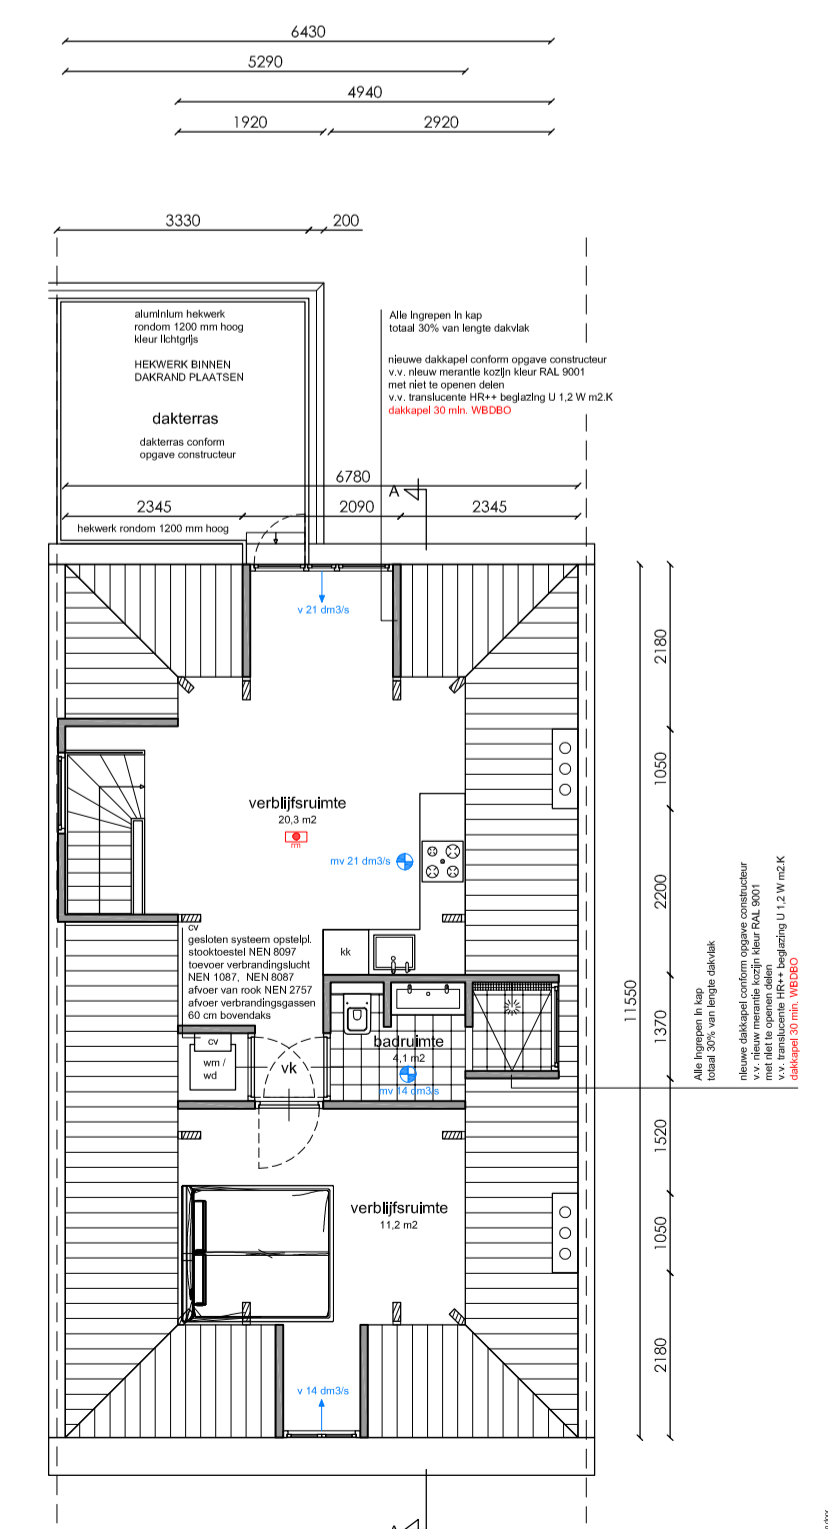 6430
5290
4940
1920
2920
3330
200
aluminium hekwerk
rondom 1200 mm hoog
kleur lichtgrijs
HEKWERK BINNEN
DAKRAND PLAATSEN
dakterras
dakterras conform
opgave constructeur
Alle ingrepen in kap
totaal 30% van lengte dakvlak
nieuwe dakkapel conform opgave constructeur
v.v. nieuw merantie kozijn kleur RAL 9001
met niet te openen delen
v.v. translucente HR++ beglazing U 1,2 W m2.K
dakkapel 30 min. WBDBO
6780
A
2345
2090
2345
hekwerk rondom 1200 mm hoog
v 21 dm3/s
2180
1050
verblijfsruimte
20,3 m2
rm
mv 21 dm3/s
2200
cv
gesloten systeem opstelpl.
stooktoestel NEN 8097
toevoer verbrandingslucht
NEN 1087, NEN 8087
afvoer van rook NEN 2757
afvoer verbrandingsgassen
60 cm bovendaks
kk
11550
1370
cv
wm /
wd
vk
badruimte
4,1 m2
mv 14 dm3/s
Alle ingrepen in kap
totaal 30% van lengte dakvlak
nieuwe dakkapel conform opgave constructeur
v.v. nieuw merantie kozijn kleur RAL 9001
met niet te openen delen
v.v. translucente HR++ beglazing U 1,2 W m2.K
dakkapel 30 min. WBDBO
1520
verblijfsruimte
11,2 m2
1050
2180
v 14 dm3/s
A